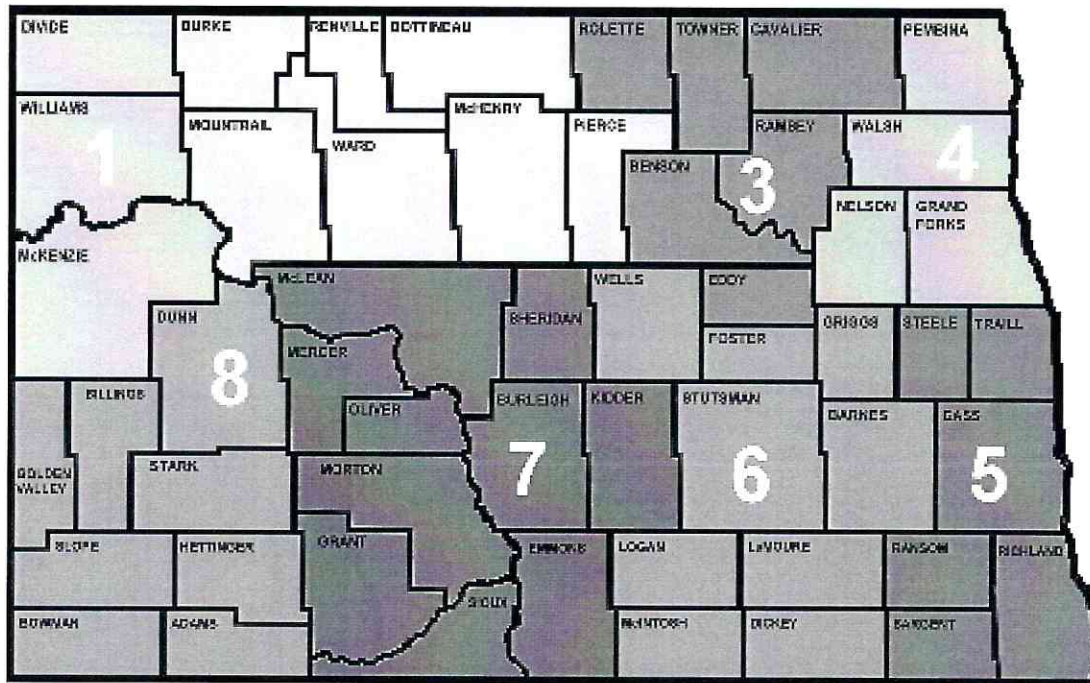 DIVIDE
BURKE
RENVILLE
BOTTINEAU
ROLETTE
TOWNER
CAVALIER
PEMBINA
WILLIAMS
1
MOUNTRAIL
WARD
McHENRY
PIERCE
BENSON
RAMSEY
3
WALSH
4
NELSON
GRAND
FORKS
McKENZIE
DUNN
8
McLEAN
SHERIDAN
WELLS
EDDY
FOSTER
GRIGGS
STEELE
TRAILL
MERCER
OLIVER
BILLINGS
GOLDEN
VALLEY
STARK
BURLEIGH
7
KIDDER
STUTSMAN
6
BARNES
CASS
5
MORTON
GRANT
SLOPE
HETTINGER
EMMONS
LOGAN
LaMOURE
RANSOM
RICHLAND
SIOUX
BOWMAN
ADAMS
McINTOSH
DICKEY
SARGENT